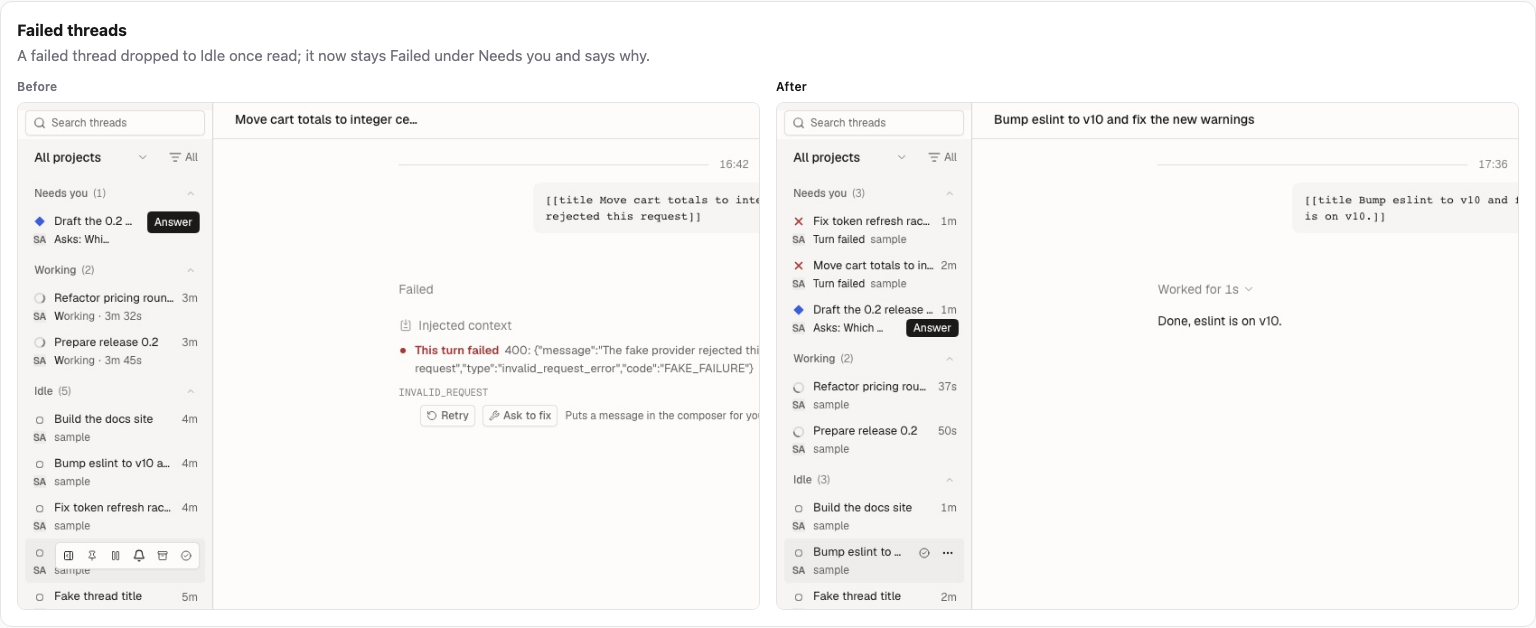 Failed threads
A failed thread dropped to Idle once read; it now stays Failed under Needs you and says why.
Before
Search threads
All projects
All
Needs you (1)
Draft the 0.2 ...
Answer
SA Asks: Whi...
Working (2)
Refactor pricing roun... 3m
SA Working · 3m 32s
Prepare release 0.2 3m
SA Working · 3m 45s
Idle (5)
Build the docs site 4m
SA sample
Bump eslint to v10 a... 4m
SA sample
Fix token refresh rac... 4m
SA sample
SA sample
Fake thread title 5m
Move cart totals to integer ce...
16:42
[[title Move cart totals to inte
rejected this request]]
Failed
Injected context
This turn failed 400: {"message":"The fake provider rejected thi
request","type":"invalid_request_error","code":"FAKE_FAILURE"}
INVALID_REQUEST
Retry
Ask to fix
Puts a message in the composer for you
After
Search threads
All projects
All
Needs you (3)
Fix token refresh rac... 1m
SA Turn failed sample
Move cart totals to in... 2m
SA Turn failed sample
Draft the 0.2 release ... 1m
SA Asks: Which ...
Answer
Working (2)
Refactor pricing rou... 37s
SA sample
Prepare release 0.2 50s
SA sample
Idle (3)
Build the docs site 1m
SA sample
Bump eslint to ...
SA sample
Fake thread title 2m
Bump eslint to v10 and fix the new warnings
17:36
[[title Bump eslint to v10 and f
is on v10.]]
Worked for 1s
Done, eslint is on v10.